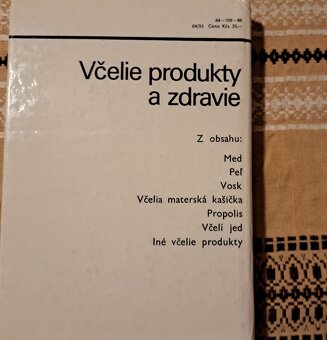 64—109—86
04/53 Cena Kčs 35,—
Včelie produkty
a zdravie
Z obsahu:
Med
Peľ
Vosk
Včelia materská kašička
Propolis
Včelí jed
Iné včelie produkty